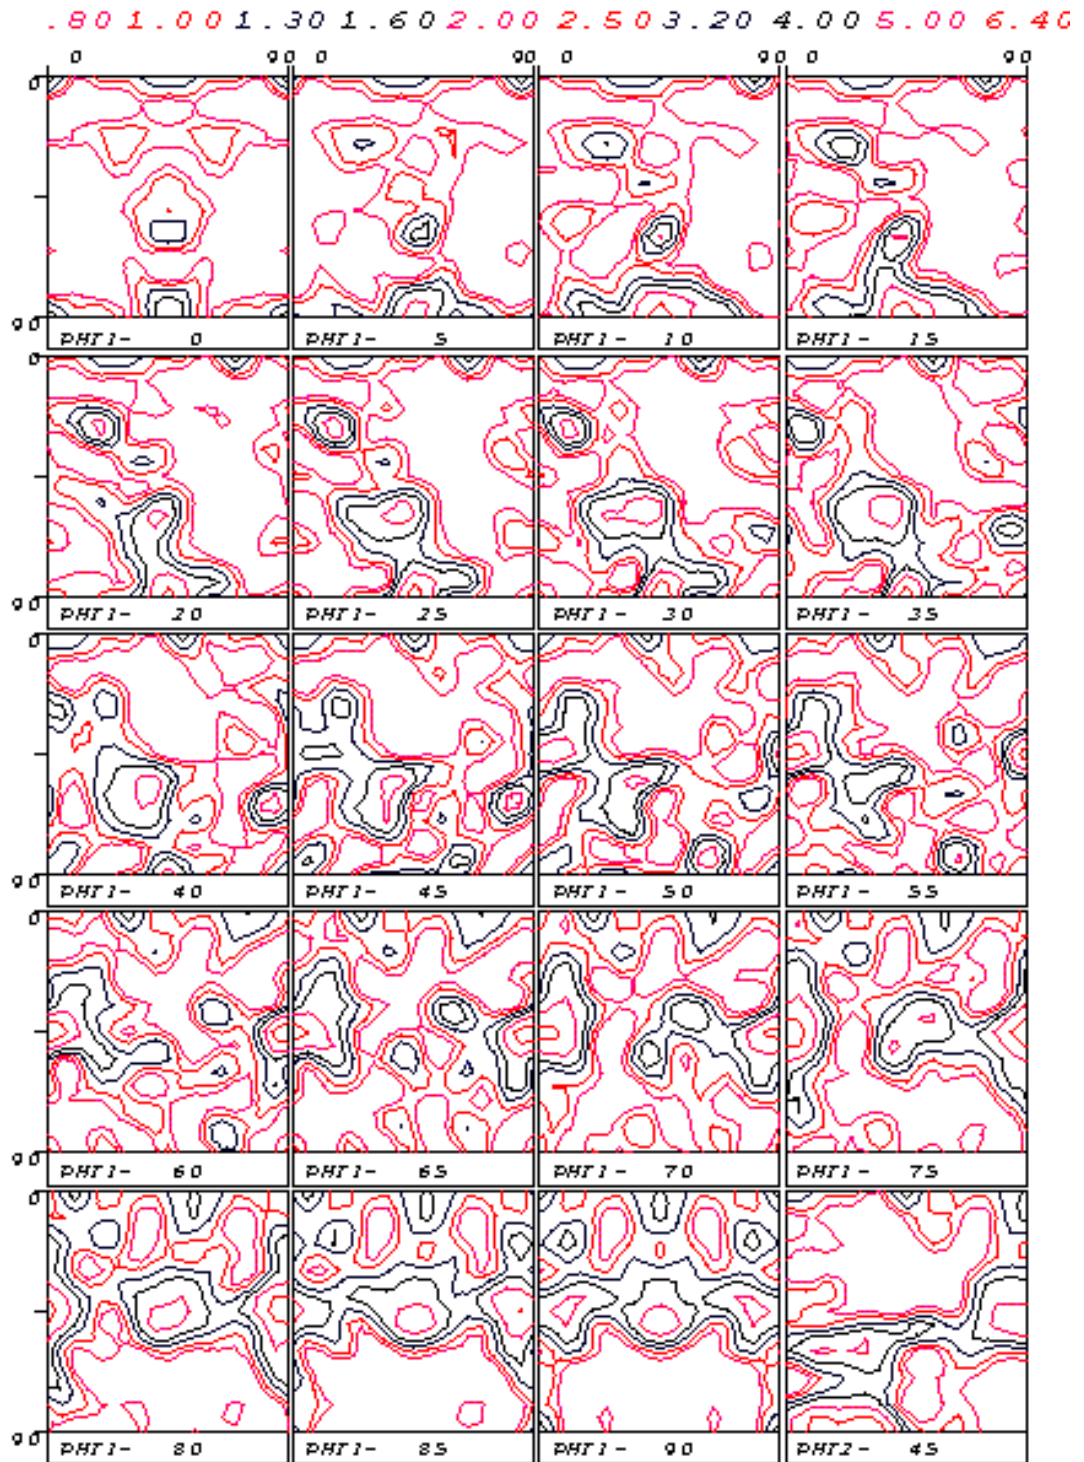 .80 1.00 1.30 1.60 2.00 2.50 3.20 4.00 5.00 6.40
0 90 0 90 0 90 0 90
0
90 PHI1- 0 PHI1- 5 PHI1- 10 PHI1- 15
0
90 PHI1- 20 PHI1- 25 PHI1- 30 PHI1- 35
0
90 PHI1- 40 PHI1- 45 PHI1- 50 PHI1- 55
0
90 PHI1- 60 PHI1- 65 PHI1- 70 PHI1- 75
0
90 PHI1- 80 PHI1- 85 PHI1- 90 PHI2- 45